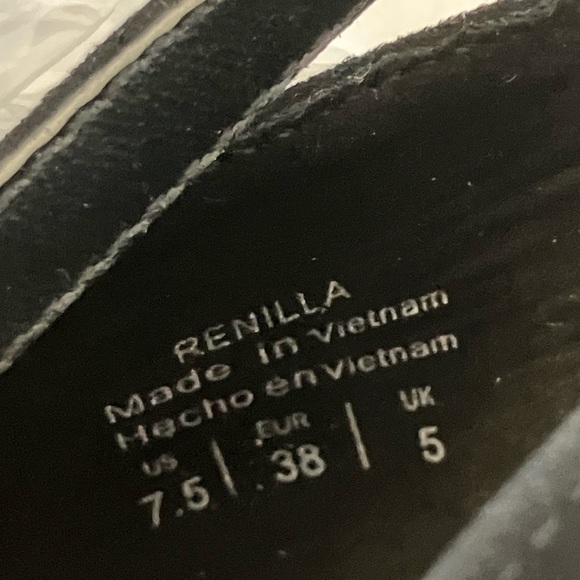 RENILLA
Made in Vietnam
Hecho en Vietnam
US | EUR | UK
7.5 | 38 | 5